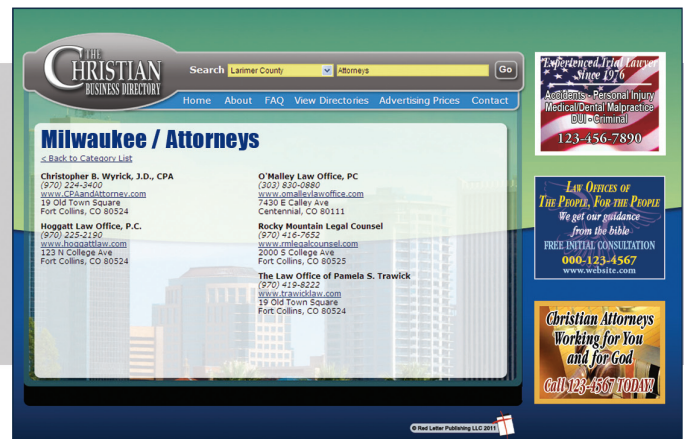 THE
CHRISTIAN
BUSINESS DIRECTORY
Search Larimer County Attorneys Go
Home About FAQ View Directories Advertising Prices Contact
Milwaukee / Attorneys
< Back to Category List
Christopher B. Wyrick, J.D., CPA
(970) 224-3400
www.CPAandAttorney.com
19 Old Town Square
Fort Collins, CO 80524
Hoggatt Law Office, P.C.
(970) 225-2190
www.hoggattlaw.com
123 N College Ave
Fort Collins, CO 80524
O'Malley Law Office, PC
(303) 830-0880
www.omalleylawoffice.com
7430 E Calley Ave
Centennial, CO 80111
Rocky Mountain Legal Counsel
(970) 416-7652
www.rmlegalcounsel.com
2000 S College Ave
Fort Collins, CO 80525
The Law Office of Pamela S. Trawick
(970) 419-8222
www.trawicklaw.com
19 Old Town Square
Fort Collins, CO 80524
Experienced Trial Lawyer
Since 1976
Accidents - Personal Injury
Medical/Dental Malpractice
DUI - Criminal
123-456-7890
Law Offices of
The People, For the People
We get our guidance
from the bible
FREE INITIAL CONSULTATION
000-123-4567
www.website.com
Christian Attorneys
Working for You
and for God
Call 123-4567 TODAY!
© Red Letter Publishing LLC 2011